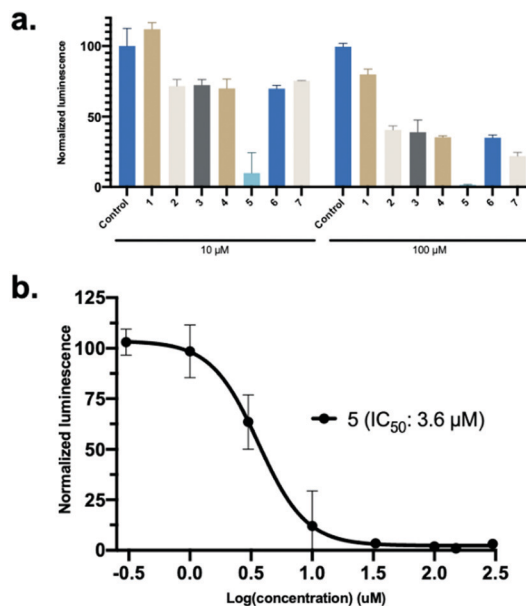 a.
Normalized luminescence
100
50
0
Control 1 2 3 4 5 6 7 Control 1 2 3 4 5 6 7
10 µM 100 µM
b.
Normalized luminescence
125
100
75
50
25
0
5 (IC50: 3.6 µM)
-0.5 0.0 0.5 1.0 1.5 2.0 2.5
Log(concentration) (uM)